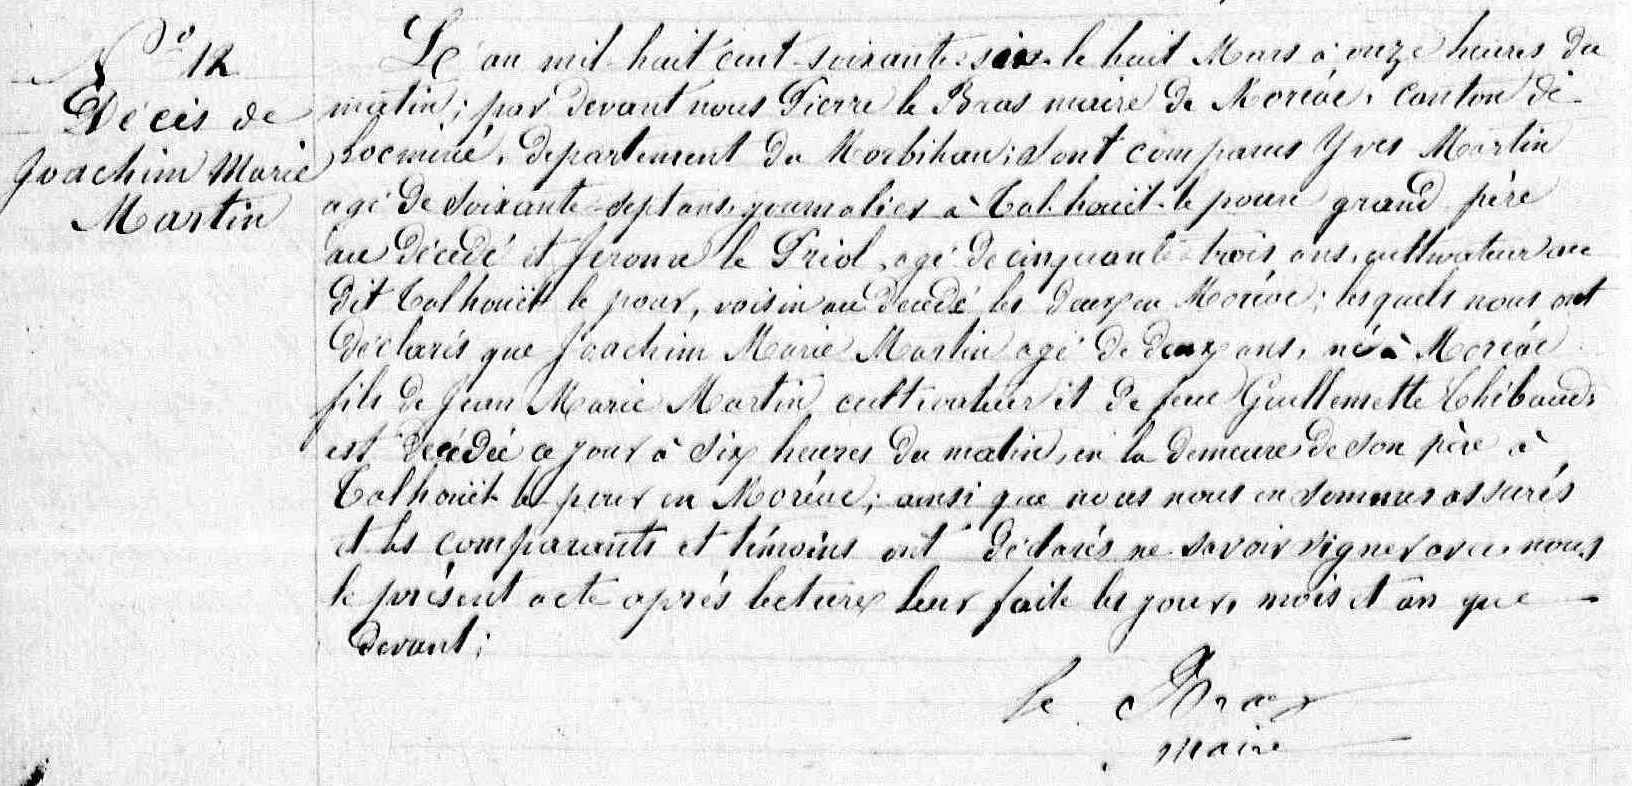 N° 12
Décès de
Joachim Marie
Martin
L'an mil huit cent soixante six le huit Mars à onze heures du
matin; par devant nous Pierre le Bras maire de Moréac, canton de
Locminé, departement du Morbihan; sont comparus Yves Martin
agé de soixante-sept ans, journalier à Talhouët-le pour grand père
au décédé et Jerome le Priol, agé de cinquante-trois ans, cultivateur au
dit Talhouët le pour, voisin au decedé les deux en Moréac; lesquels nous ont
déclarés que Joachim Marie Martin agé de deux ans, né à Moréac
fils de Jean Marie Martin cultivateur et de feue Guillemette Thébaud,
est décédée ce jour à six heures du matin, en la demeure de son père à
Talhouët le pour en Moréac; ainsi que nous nous en sommes assurés
et les comparants et témoins ont déclarés ne savoir signer avec nous
le présent acte après lecture leur faite les jour, mois et an que
devant;
le Bras
maire